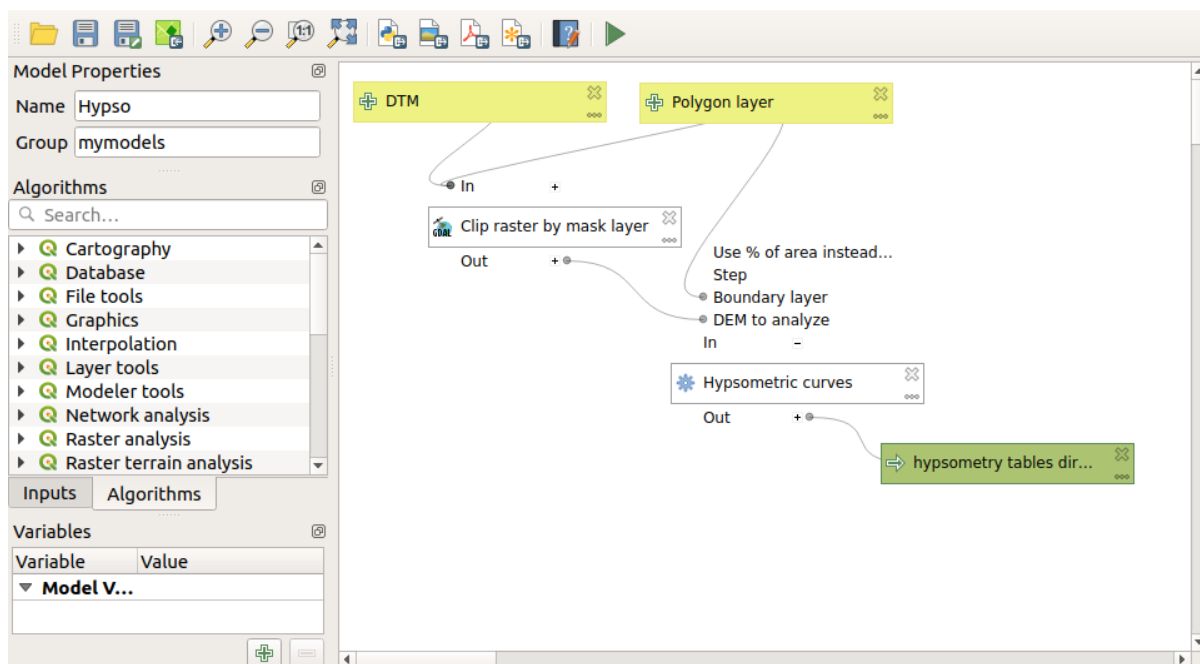 1:1
Model Properties
Name Hypso
Group mymodels
Algorithms
Search...
Cartography
Database
File tools
Graphics
Interpolation
Layer tools
Modeler tools
Network analysis
Raster analysis
Raster terrain analysis
Inputs Algorithms
Variables
Variable Value
Model V...
DTM
Polygon layer
In +
GDAL Clip raster by mask layer
Out +
Use % of area instead...
Step
Boundary layer
DEM to analyze
In -
Hypsometric curves
Out +
hypsometry tables dir...